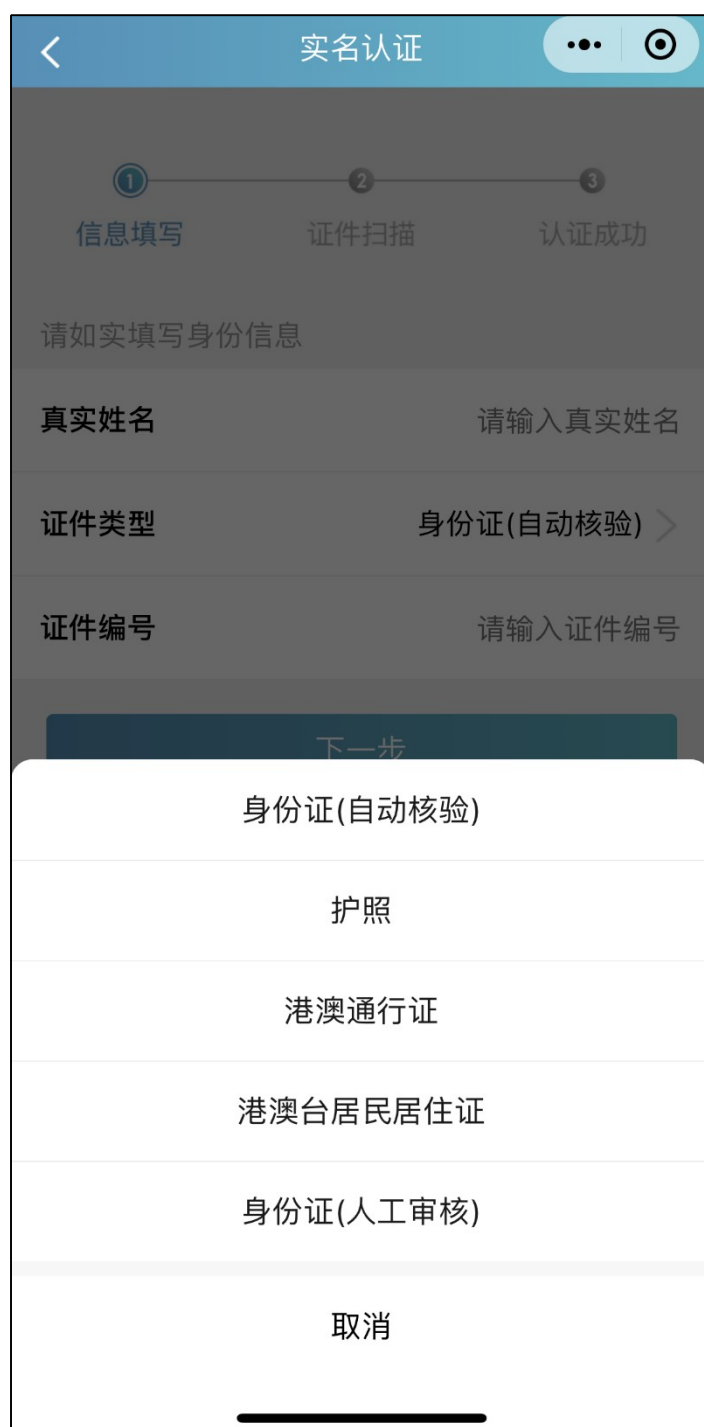 实名认证
1 2 3
信息填写 证件扫描 认证成功
请如实填写身份信息
真实姓名 请输入真实姓名
证件类型 身份证(自动核验)
证件编号 请输入证件编号
下一步
身份证(自动核验)
护照
港澳通行证
港澳台居民居住证
身份证(人工审核)
取消